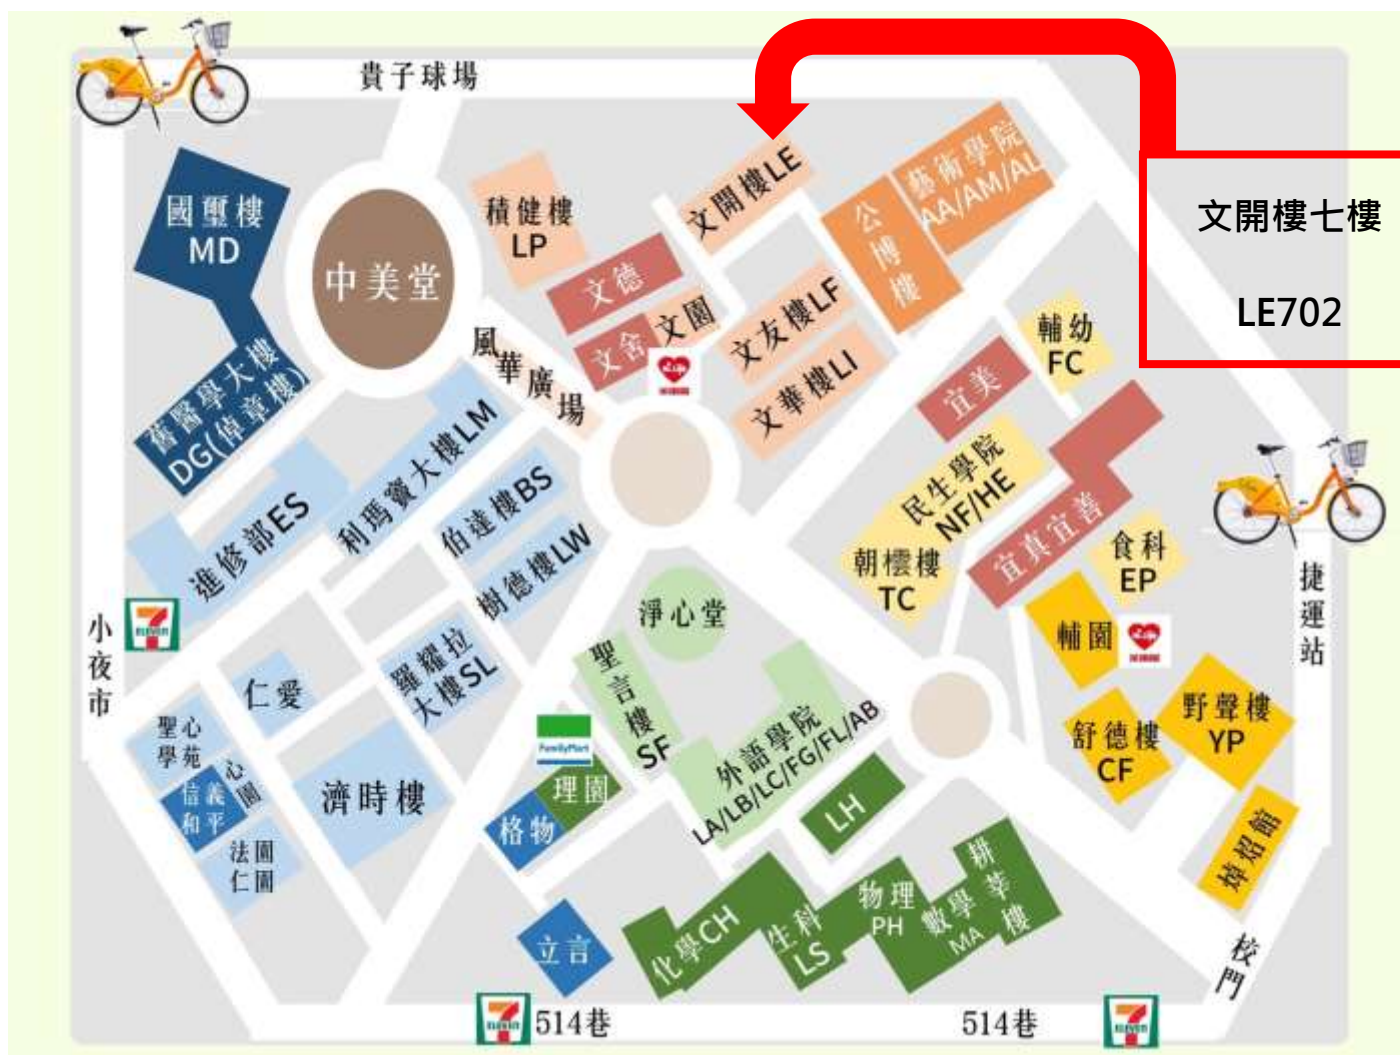 貴子球場
國璽樓
MD
中美堂
積健樓
LP
文開樓LE
公博樓
藝術學院
AA/AM/AL
文開樓七樓
LE702
文德
文舍
文園
文友樓LF
文華樓LI
風華廣場
輔幼
FC
宜美
舊醫學大樓
DG(倬章樓)
進修部ES
利瑪竇大樓LM
伯達樓BS
樹德樓LW
民生學院
NF/HE
朝橒樓
TC
宜真宜善
食科
EP
捷運站
小夜市
7
ELEVEN
仁愛
羅耀拉
大樓SL
淨心堂
聖言樓SF
外語學院
LA/LB/LC/FG/FL/AB
輔園
野聲樓
YP
舒德樓
CF
聖心
學苑
心園
信義
和平
法園
仁園
濟時樓
FamilyMart
理園
格物
LH
焯炤館
立言
化學CH
生科
LS
物理
PH
數學
MA
耕莘樓
校門
7
ELEVEN
514巷
514巷
7
ELEVEN